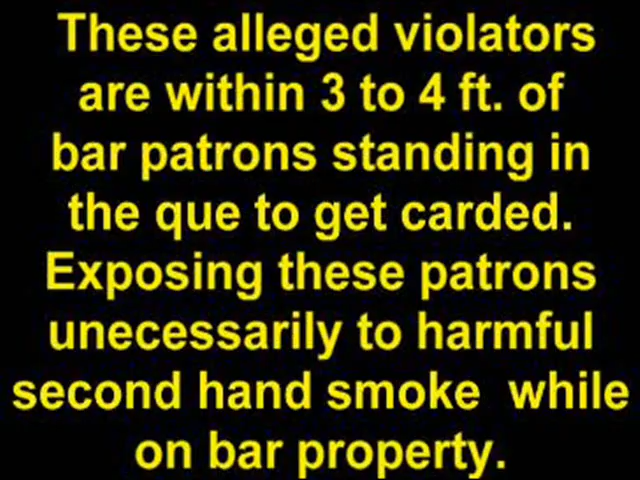 These alleged violators
are within 3 to 4 ft. of
bar patrons standing in
the que to get carded.
Exposing these patrons
unecessarily to harmful
second hand smoke while
on bar property.